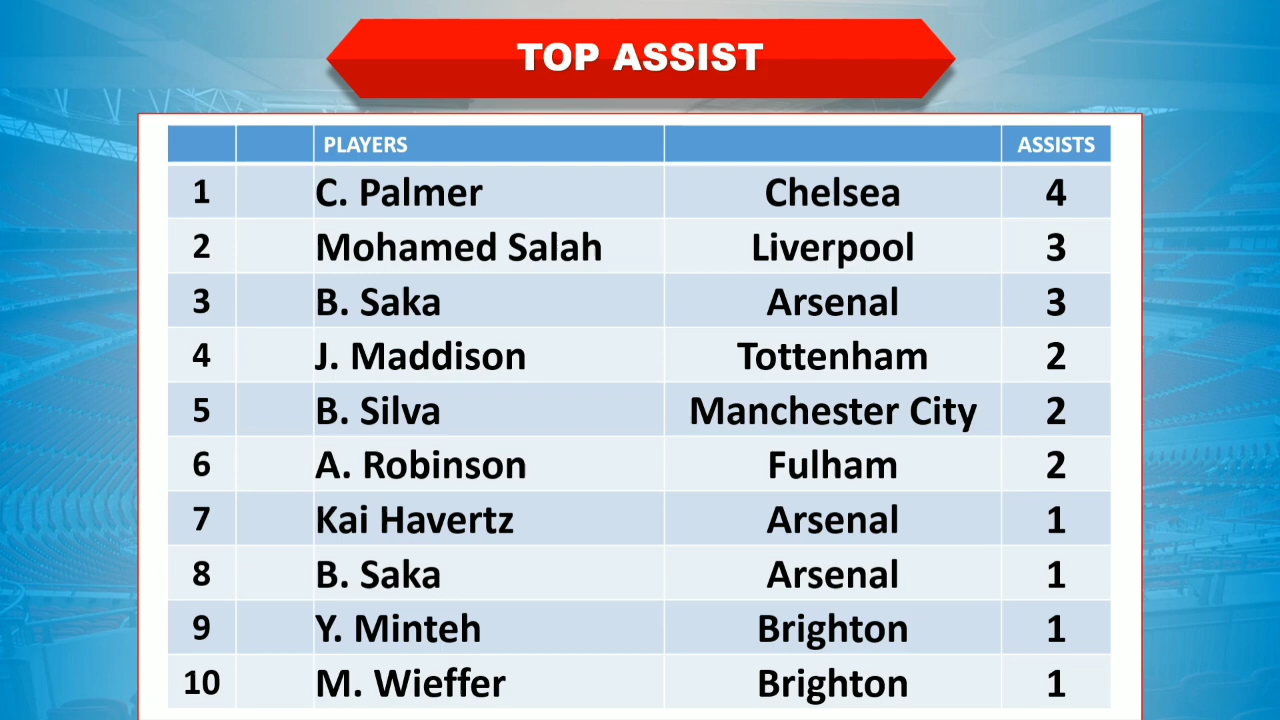 TOP ASSIST
PLAYERS ASSISTS
1 C. Palmer Chelsea 4
2 Mohamed Salah Liverpool 3
3 B. Saka Arsenal 3
4 J. Maddison Tottenham 2
5 B. Silva Manchester City 2
6 A. Robinson Fulham 2
7 Kai Havertz Arsenal 1
8 B. Saka Arsenal 1
9 Y. Minteh Brighton 1
10 M. Wieffer Brighton 1